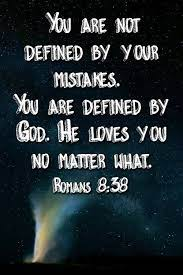 You are not
defined by your
mistakes.
You are defined by
God. He loves you
no matter what.
Romans 8:38